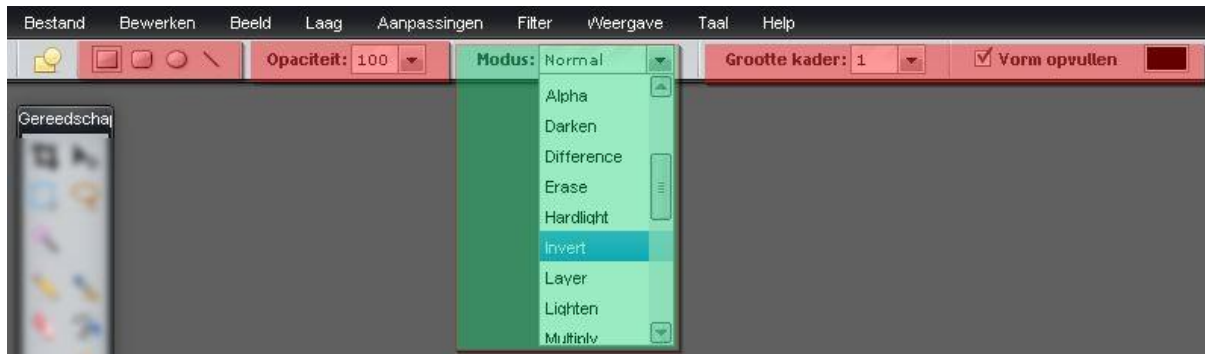 Bestand Bewerken Beeld Laag Aanpassingen Filter Weergave Taal Help
Opaciteit: 100 Modus: Normal Grootte kader: 1 Vorm opvullen
Gereedschap
Alpha
Darken
Difference
Erase
Hardlight
Invert
Layer
Lighten
Multiply